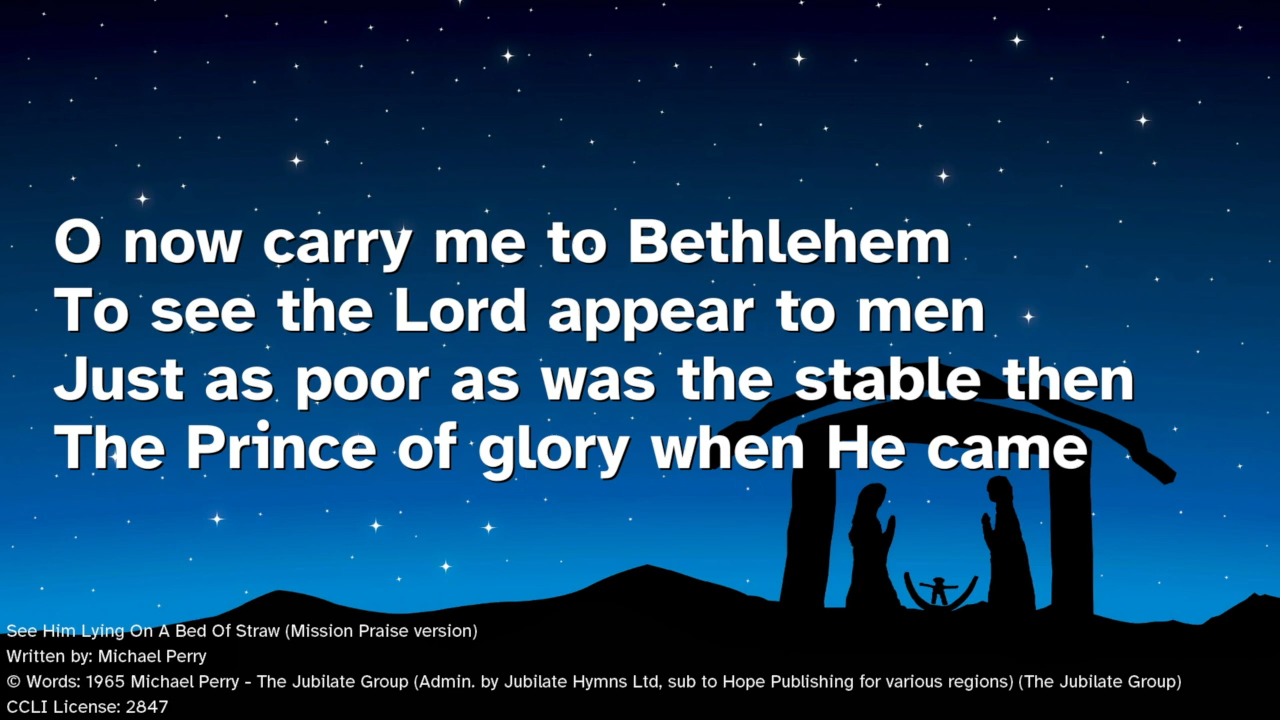 O now carry me to Bethlehem
To see the Lord appear to men
Just as poor as was the stable then
The Prince of glory when He came
See Him Lying On A Bed Of Straw (Mission Praise version)
Written by: Michael Perry
© Words: 1965 Michael Perry - The Jubilate Group (Admin. by Jubilate Hymns Ltd, sub to Hope Publishing for various regions) (The Jubilate Group)
CCLI License: 2847